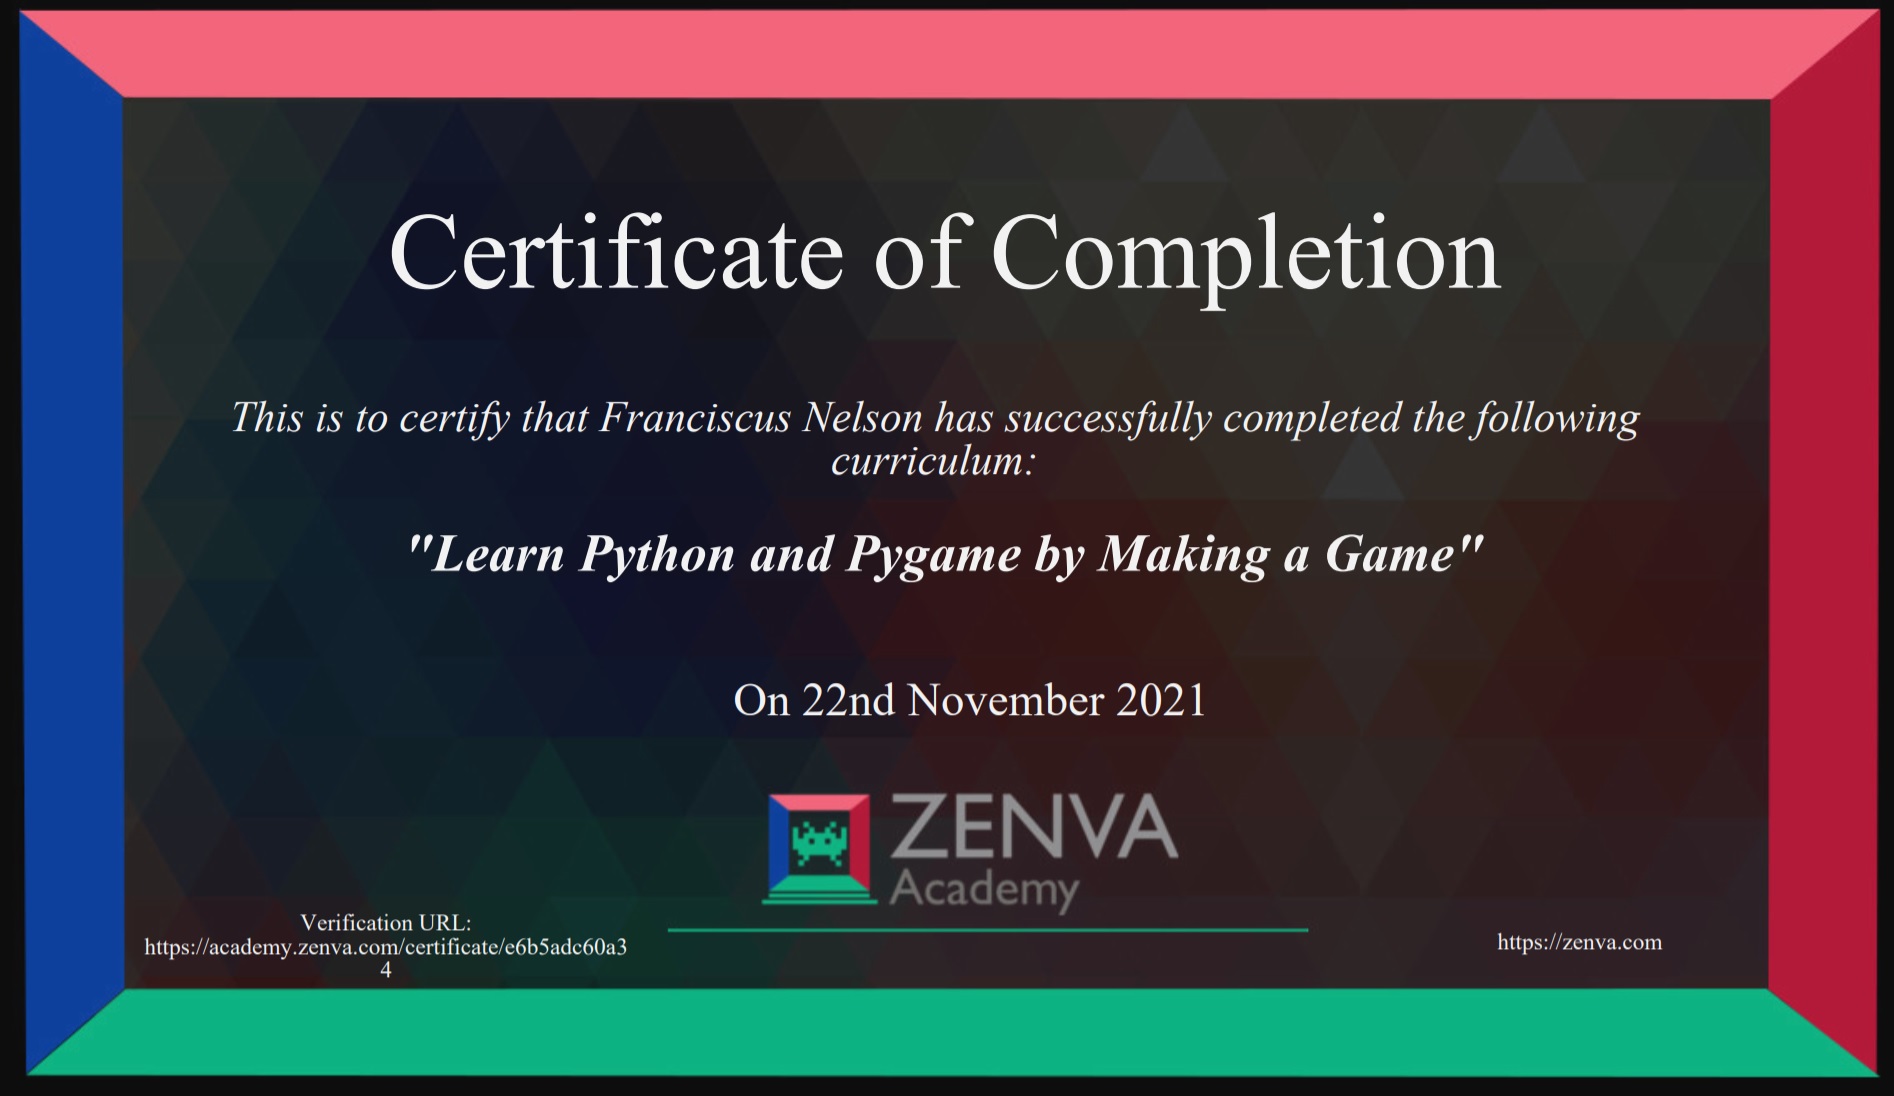 Certificate of Completion
This is to certify that Franciscus Nelson has successfully completed the following
curriculum:
"Learn Python and Pygame by Making a Game"
On 22nd November 2021
ZENVA
Academy
Verification URL:
https://academy.zenva.com/certificate/e6b5adc60a3
4
https://zenva.com